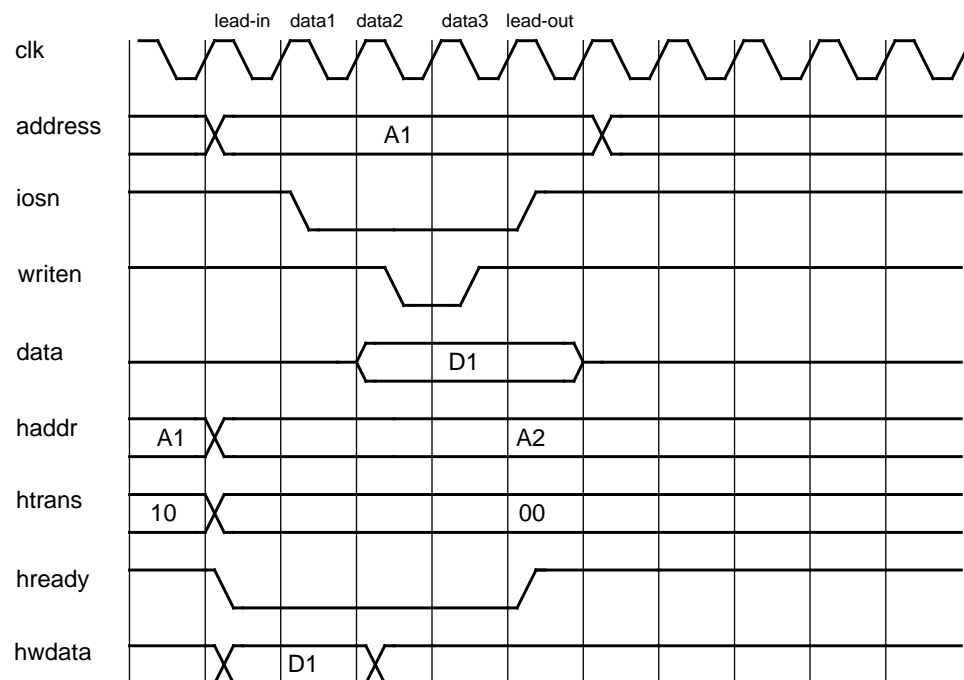 lead-in data1 data2 data3 lead-out
clk
address A1
iosn
writen
data D1
haddr A1 A2
htrans 10 00
hready
hwdata D1